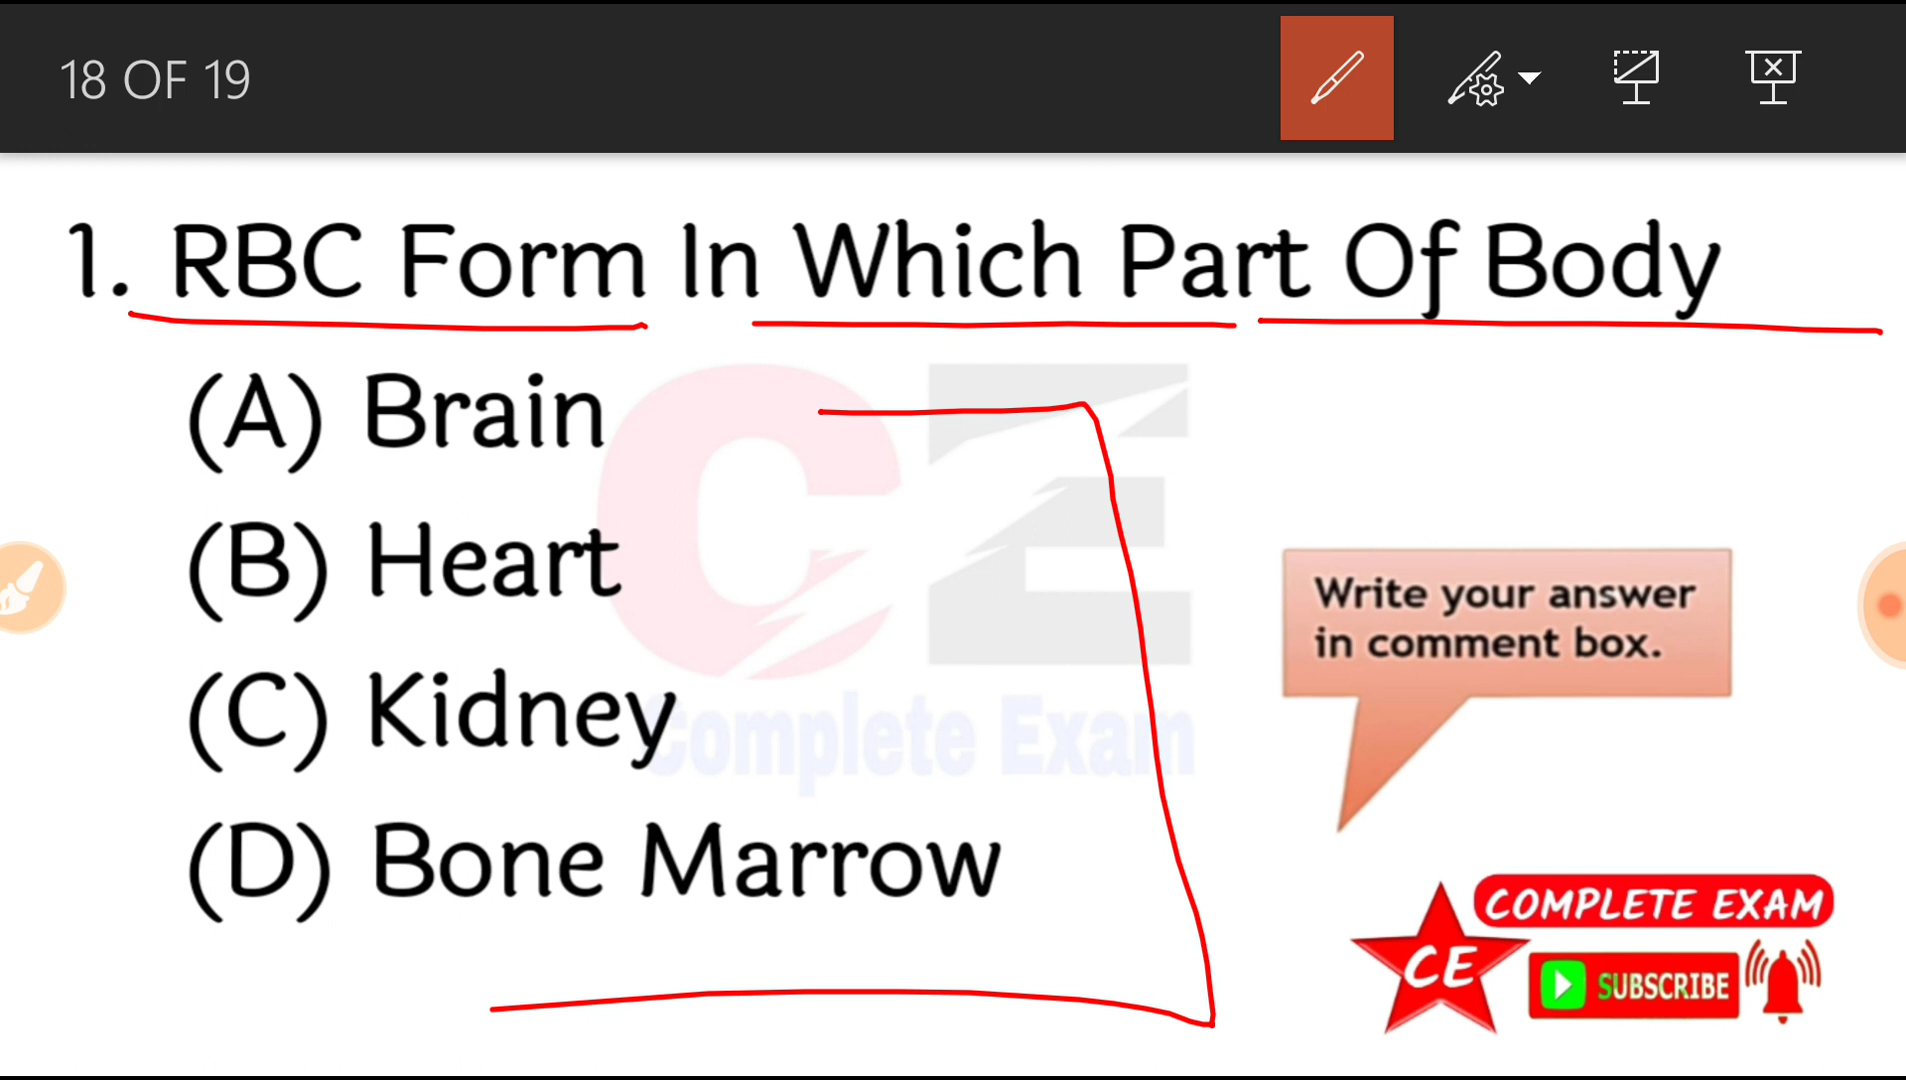 18 OF 19
1. RBC Form In Which Part Of Body
(A) Brain
(B) Heart
(C) Kidney
(D) Bone Marrow
CE
Complete Exam
Write your answer
in comment box.
COMPLETE EXAM
CE
SUBSCRIBE